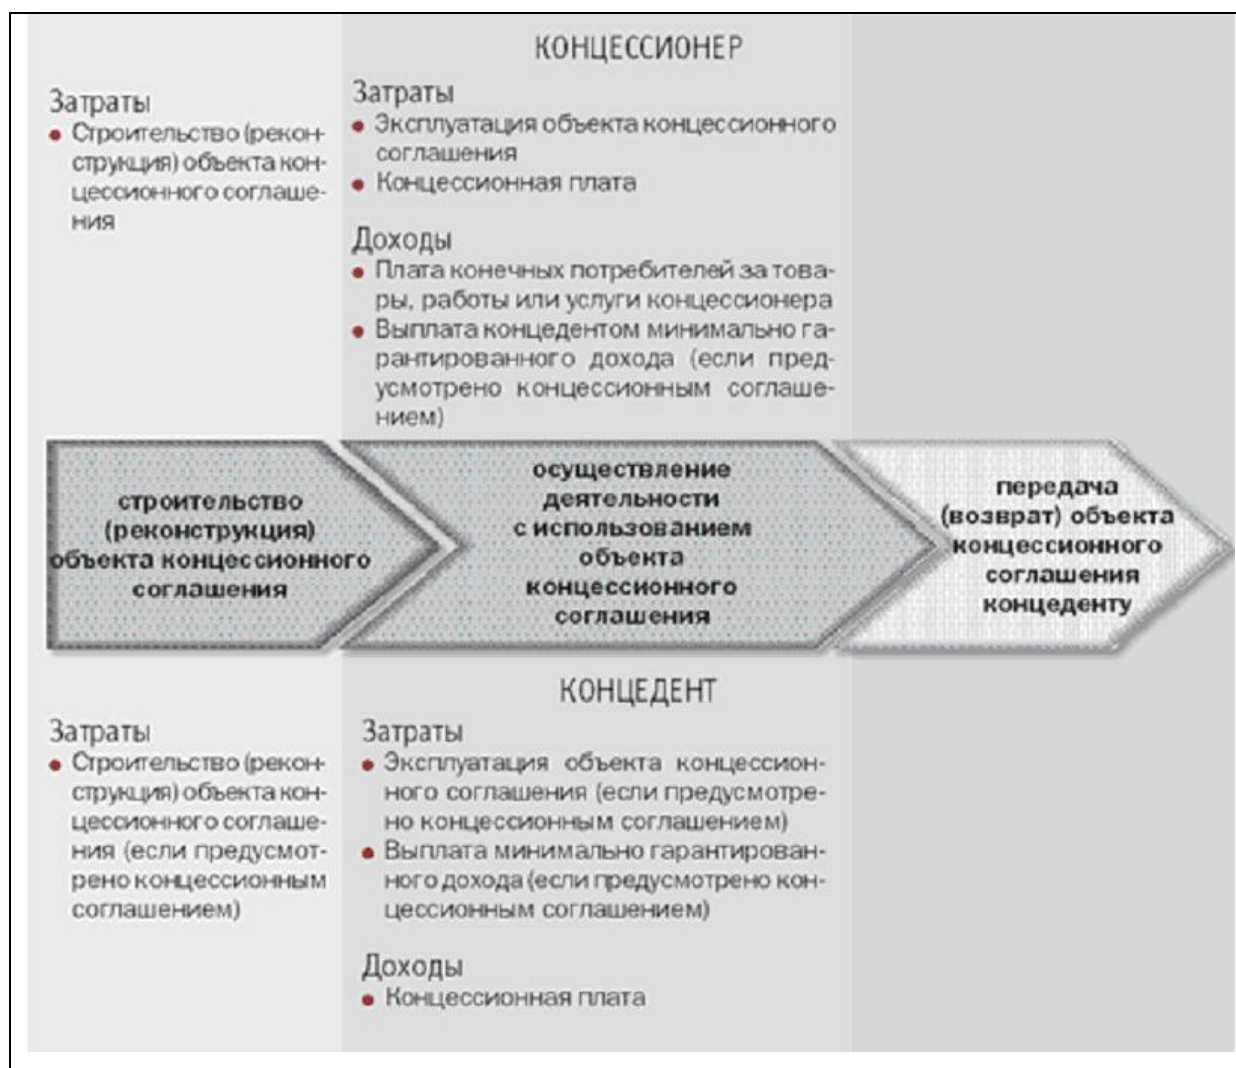 КОНЦЕССИОНЕР
Затраты
• Строительство (рекон-
струкция) объекта кон-
цессионного соглаше-
ния
Затраты
• Эксплуатация объекта концессионного
соглашения
• Концессионная плата
Доходы
• Плата конечных потребителей за това-
ры, работы или услуги концессионера
• Выплата концедентом минимально га-
рантированного дохода (если пред-
усмотрено концессионным соглаше-
нием)
строительство
(реконструкция)
объекта концессионного
соглашения
осуществление
деятельности
с использованием
объекта
концессионного
соглашения
передача
(возврат) объекта
концессионного
соглашения
концеденту
КОНЦЕДЕНТ
Затраты
• Строительство (рекон-
струкция) объекта кон-
цессионного соглаше-
ния (если предусмот-
рено концессионным
соглашением)
Затраты
• Эксплуатация объекта концессион-
ного соглашения (если предусмотре-
но концессионным соглашением)
• Выплата минимально гарантирован-
ного дохода (если предусмотрено кон-
цессионным соглашением)
Доходы
• Концессионная плата